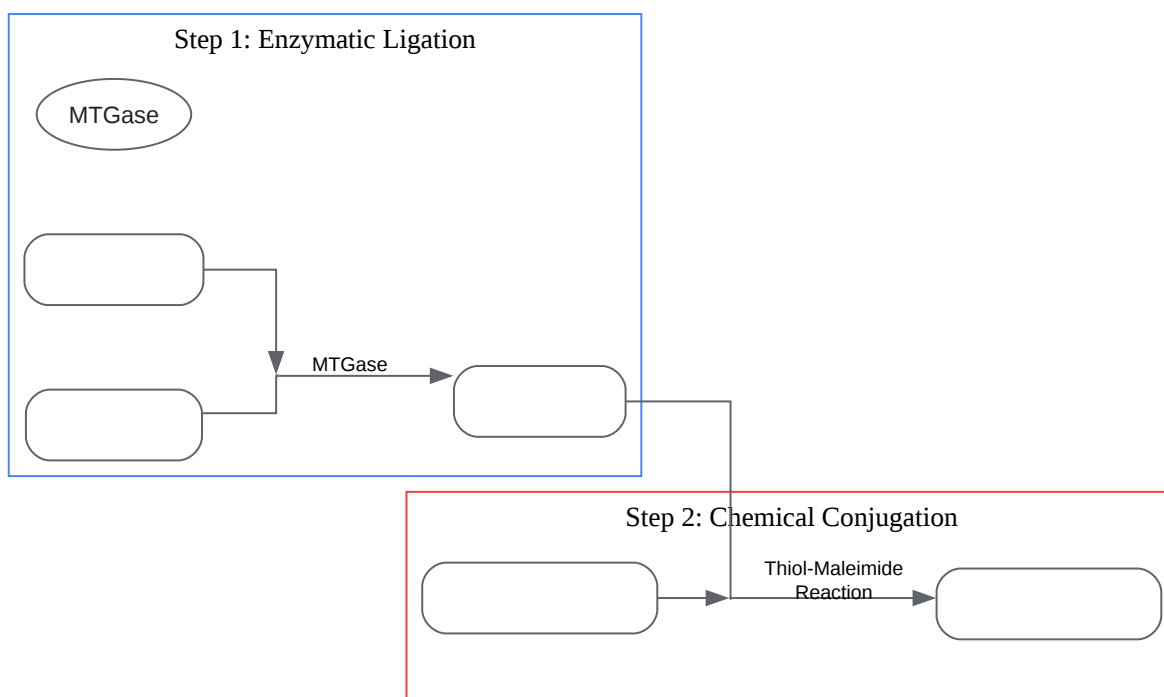 Step 1: Enzymatic Ligation
MTGase
MTGase
Step 2: Chemical Conjugation
Thiol-Maleimide
Reaction